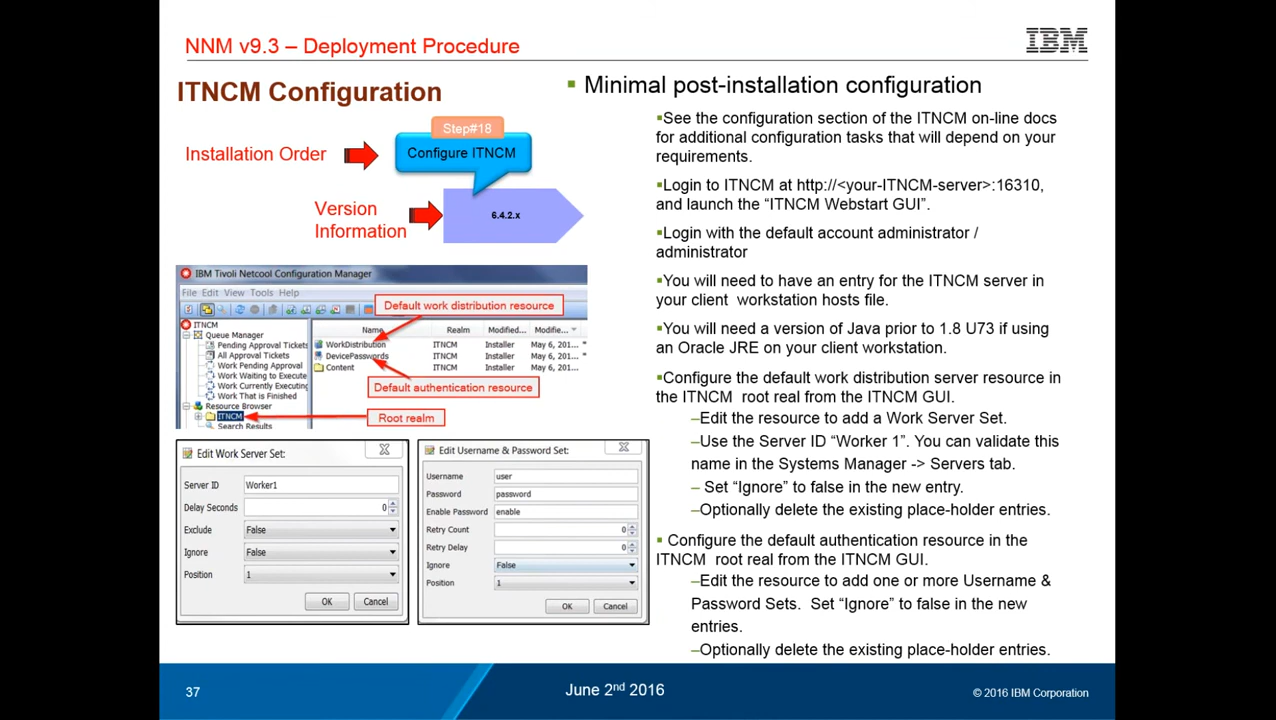 NNM v9.3 – Deployment Procedure
IBM
ITNCM Configuration
Step#18
Configure ITNCM
Installation Order
Version
Information
6.4.2.x
IBM Tivoli Netcool Configuration Manager
File Edit View Tools Help
Default work distribution resource
ITNCM
Queue Manager
Pending Approval Tickets
All Approval Tickets
Work Pending Approval
Work Waiting to Execute
Work Currently Executing
Work That is Finished
Resource Browser
ITNCM
Search Results
Name Realm Modified... Modifie...
WorkDistribution ITNCM Installer May 6, 201... "
DevicePasswords ITNCM Installer May 6, 201... "
Content ITNCM Installer May 6, 201...
Default authentication resource
Root realm
Edit Work Server Set:
Server ID Worker1
Delay Seconds 0
Exclude False
Ignore False
Position 1
OK Cancel
Edit Username & Password Set:
Username user
Password password
Enable Password enable
Retry Count 0
Retry Delay 0
Ignore False
Position 1
OK Cancel
▪ Minimal post-installation configuration
▪See the configuration section of the ITNCM on-line docs
for additional configuration tasks that will depend on your
requirements.
▪Login to ITNCM at http://<your-ITNCM-server>:16310,
and launch the “ITNCM Webstart GUI”.
▪Login with the default account administrator /
administrator
▪You will need to have an entry for the ITNCM server in
your client workstation hosts file.
▪You will need a version of Java prior to 1.8 U73 if using
an Oracle JRE on your client workstation.
▪Configure the default work distribution server resource in
the ITNCM root real from the ITNCM GUI.
–Edit the resource to add a Work Server Set.
–Use the Server ID “Worker 1”. You can validate this
name in the Systems Manager -> Servers tab.
– Set “Ignore” to false in the new entry.
–Optionally delete the existing place-holder entries.
▪ Configure the default authentication resource in the
ITNCM root real from the ITNCM GUI.
–Edit the resource to add one or more Username &
Password Sets. Set “Ignore” to false in the new
entries.
–Optionally delete the existing place-holder entries.
37
June 2nd 2016
© 2016 IBM Corporation